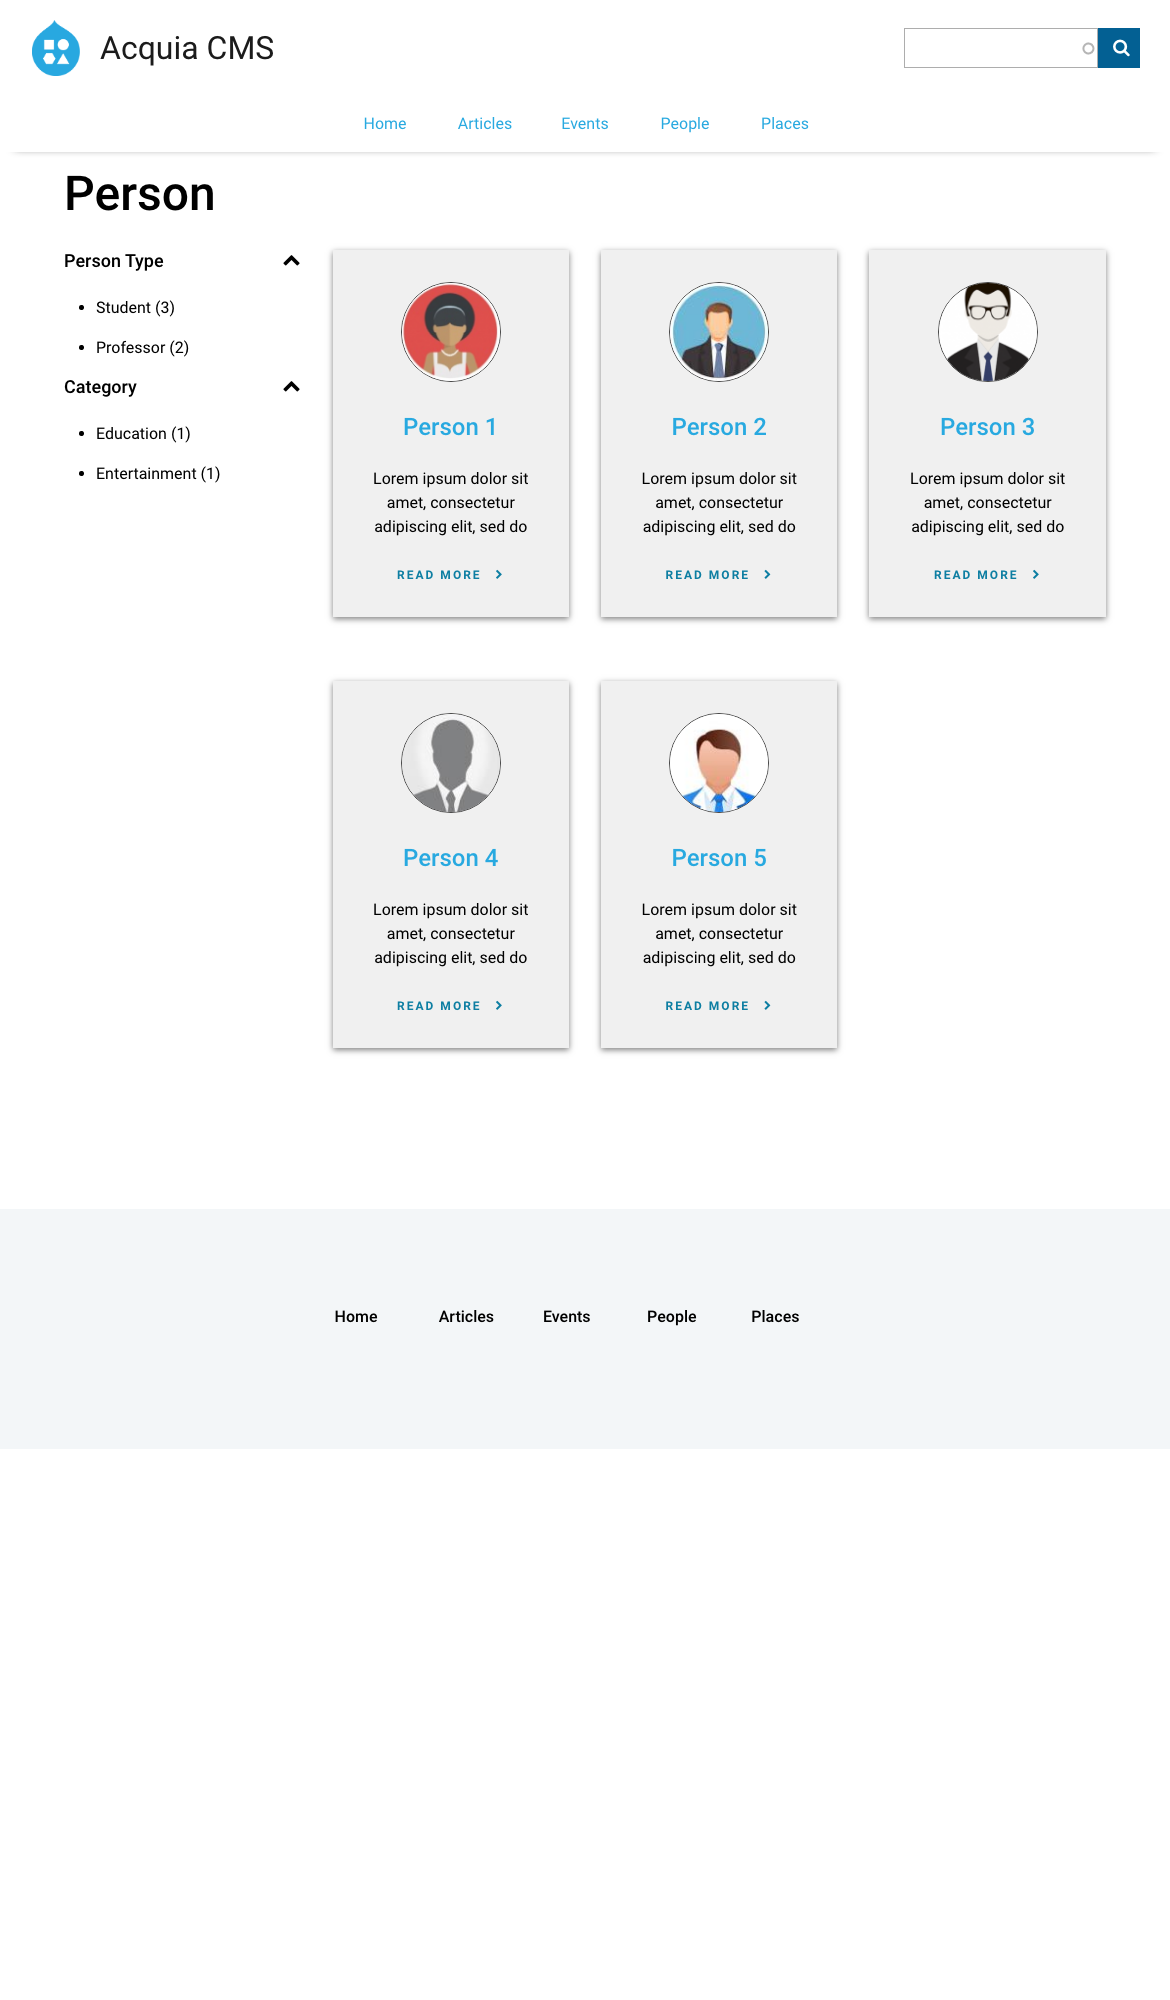 Acquia CMS
Home Articles Events People Places
Person
Person Type
Student (3)
Professor (2)
Category
Education (1)
Entertainment (1)
Person 1
Lorem ipsum dolor sit
amet, consectetur
adipiscing elit, sed do
READ MORE
Person 2
Lorem ipsum dolor sit
amet, consectetur
adipiscing elit, sed do
READ MORE
Person 3
Lorem ipsum dolor sit
amet, consectetur
adipiscing elit, sed do
READ MORE
Person 4
Lorem ipsum dolor sit
amet, consectetur
adipiscing elit, sed do
READ MORE
Person 5
Lorem ipsum dolor sit
amet, consectetur
adipiscing elit, sed do
READ MORE
Home Articles Events People Places